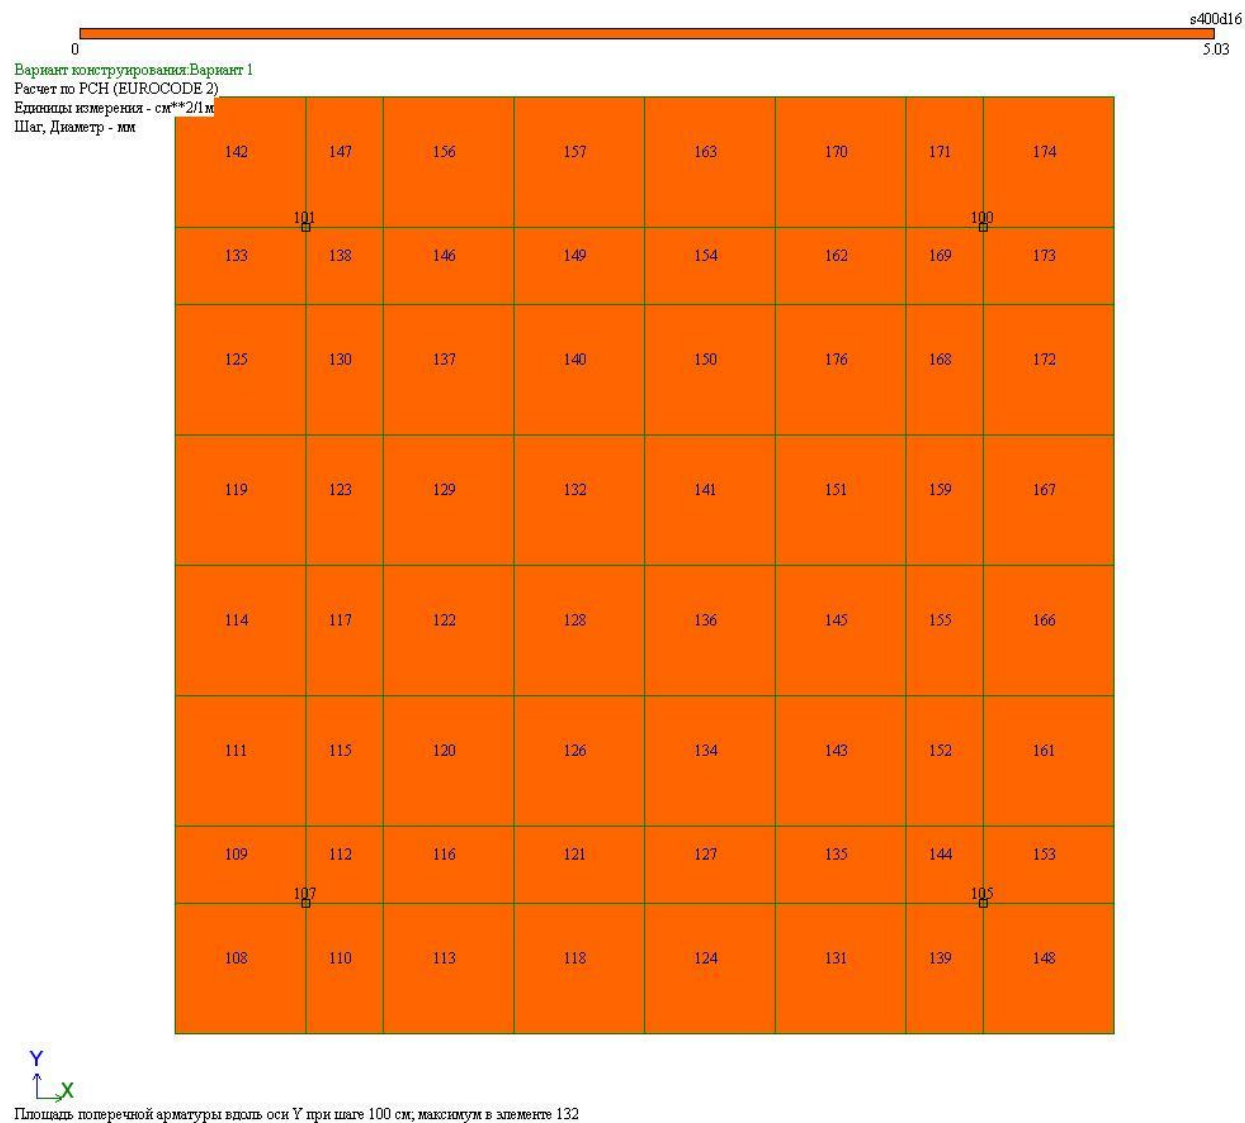 s400d16
0 5.03
Вариант конструирования:Вариант 1
Расчет по РСН (EUROCODE 2)
Единицы измерения - см**2/1м
Шаг, Диаметр - мм
142 147 156 157 163 170 171 174
101 100
133 138 146 149 154 162 169 173
125 130 137 140 150 176 168 172
119 123 129 132 141 151 159 167
114 117 122 128 136 145 155 166
111 115 120 126 134 143 152 161
109 112 116 121 127 135 144 153
107 105
108 110 113 118 124 131 139 148
Y
X
Площадь поперечной арматуры вдоль оси Y при шаге 100 см; максимум в элементе 132